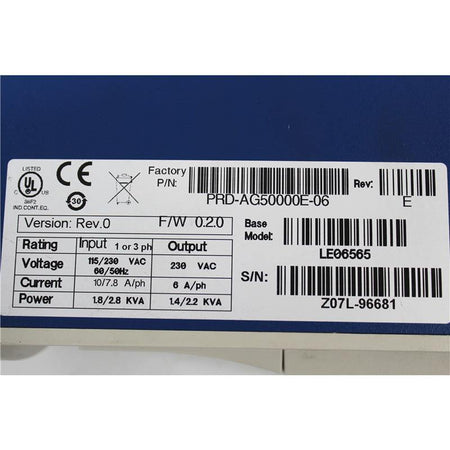 LISTED
UL
C US
36F2
IND.CONT.EQ.
CE
30
Factory P/N:
PRD-AG50000E-06
Rev:
E
Version: Rev.0 F/W 0.2.0
Base Model:
LE06565
Rating Input 1 or 3 ph Output
Voltage 115/230 VAC 60/50Hz 230 VAC
Current 10/7.8 A/ph 6 A/ph
Power 1.8/2.8 KVA 1.4/2.2 KVA
S/N:
Z07L-96681